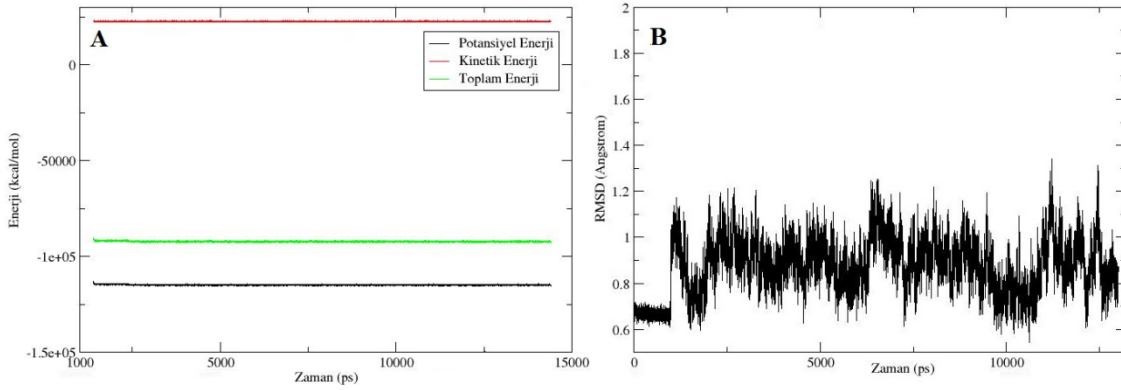 A
Potansiyel Enerji
Kinetik Enerji
Toplam Enerji
0
-50000
-1e+05
-1.5e+05
Enerji (kcal/mol)
1000
5000
10000
15000
Zaman (ps)
B
2
1.8
1.6
1.4
1.2
1
0.8
0.6
RMSD (Angstrom)
0
5000
10000
Zaman (ps)